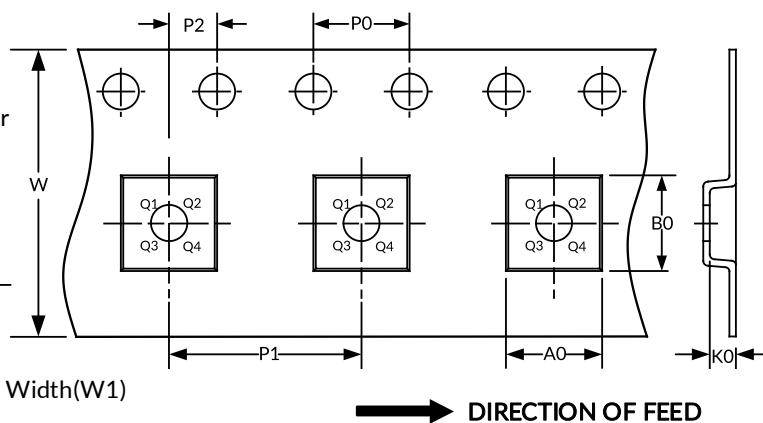 P2
P0
r
W
Q1 Q2
Q3 Q4
Q1 Q2
Q3 Q4
Q1 Q2
Q3 Q4
B0
P1
A0
K0
Width(W1)
DIRECTION OF FEED